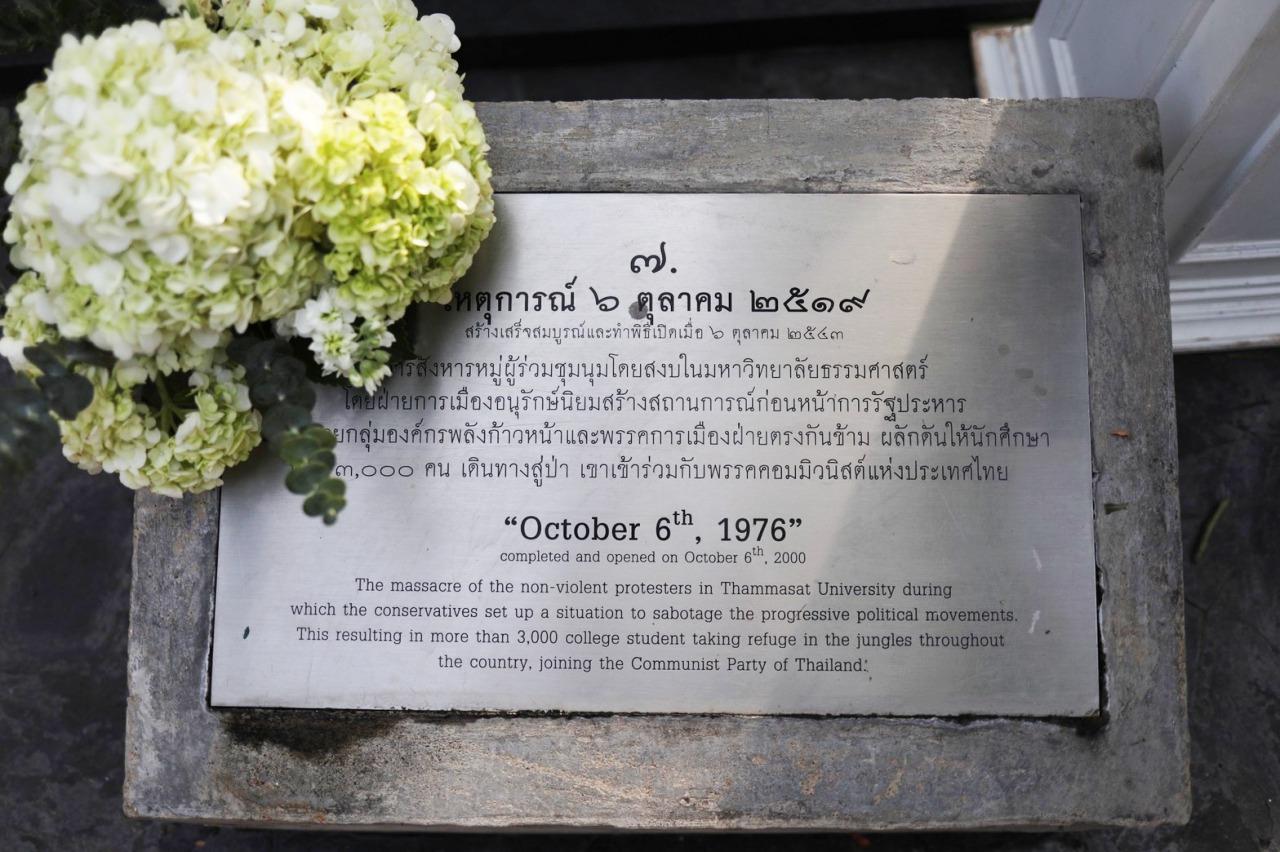 ๗.
เหตุการณ์ ๖ ตุลาคม ๒๕๑๙
สร้างเสร็จสมบูรณ์และทำพิธีเปิดเมื่อ ๖ ตุลาคม ๒๕๔๓
การสังหารหมู่ผู้ร่วมชุมนุมโดยสงบในมหาวิทยาลัยธรรมศาสตร์
โดยฝ่ายการเมืองอนุรักษ์นิยมสร้างสถานการณ์ก่อนหน้าการรัฐประหาร
กลุ่มองค์กรพลังก้าวหน้าและพรรคการเมืองฝ่ายตรงกันข้าม ผลักดันให้นักศึกษา
๓,๐๐๐ คน เดินทางสู่ป่า เขาเข้าร่วมกับพรรคคอมมิวนิสต์แห่งประเทศไทย
“October 6th, 1976”
completed and opened on October 6th, 2000
The massacre of the non-violent protesters in Thammasat University during
which the conservatives set up a situation to sabotage the progressive political movements.
This resulting in more than 3,000 college student taking refuge in the jungles throughout
the country, joining the Communist Party of Thailand.